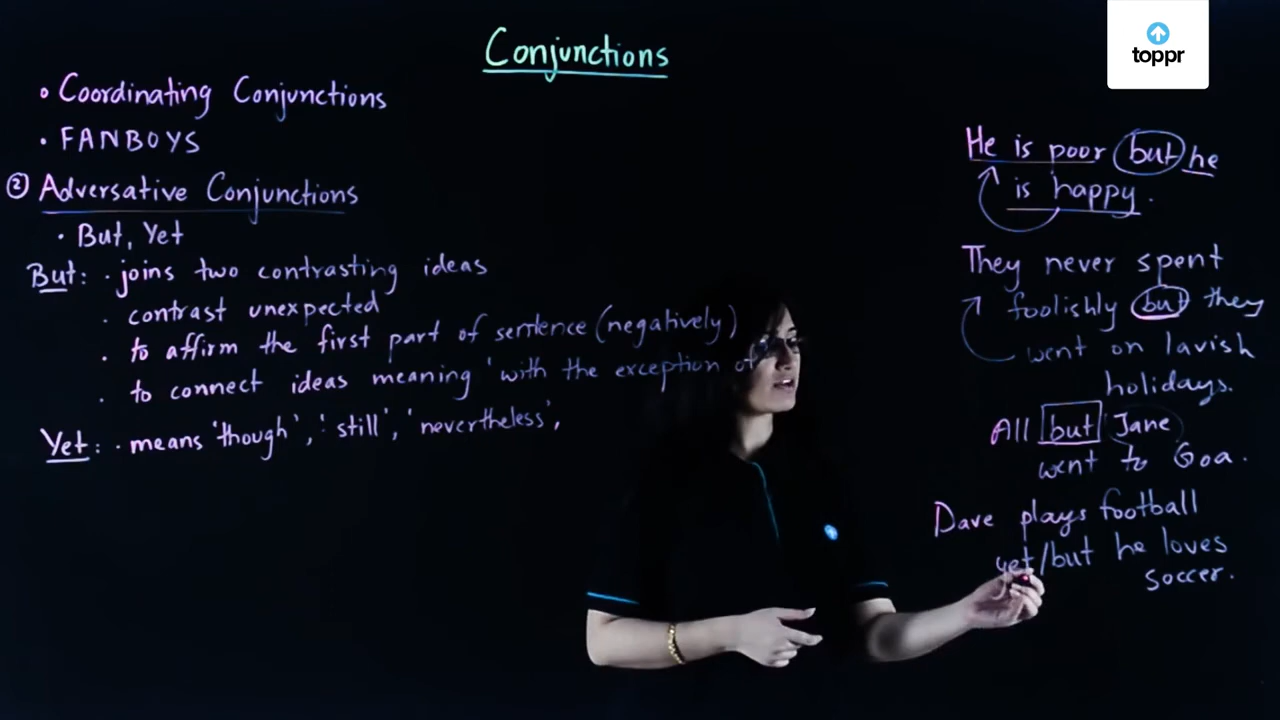 Conjunctions
toppr
• Coordinating Conjunctions
• FANBOYS
② Adversative Conjunctions
• But, Yet
But: · joins two contrasting ideas
· contrast unexpected
· to affirm the first part of sentence (negatively)
· to connect ideas meaning 'with the exception of
Yet: · means 'though', 'still', 'nevertheless',
He is poor but he
is happy.
They never spent
foolishly but they
went on lavish
holidays.
All but Jane
went to Goa.
Dave plays football
yet/but he loves
soccer.